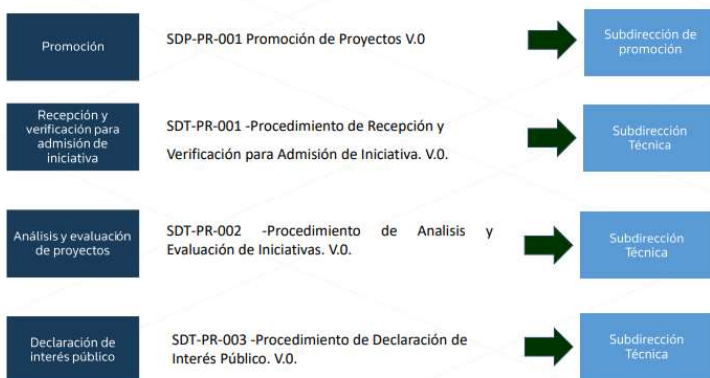 Promoción
SDP-PR-001 Promoción de Proyectos V.0
Subdirección de
promoción
Recepción y
verificación para
admisión de
iniciativa
SDT-PR-001 -Procedimiento de Recepción y
Verificación para Admisión de Iniciativa. V.0.
Subdirección
Técnica
Análisis y evaluación
de proyectos
SDT-PR-002 -Procedimiento de Analisis y
Evaluación de Iniciativas. V.0.
Subdirección
Técnica
Declaración de
interés público
SDT-PR-003 -Procedimiento de Declaración de
Interés Público. V.0.
Subdirección
Técnica